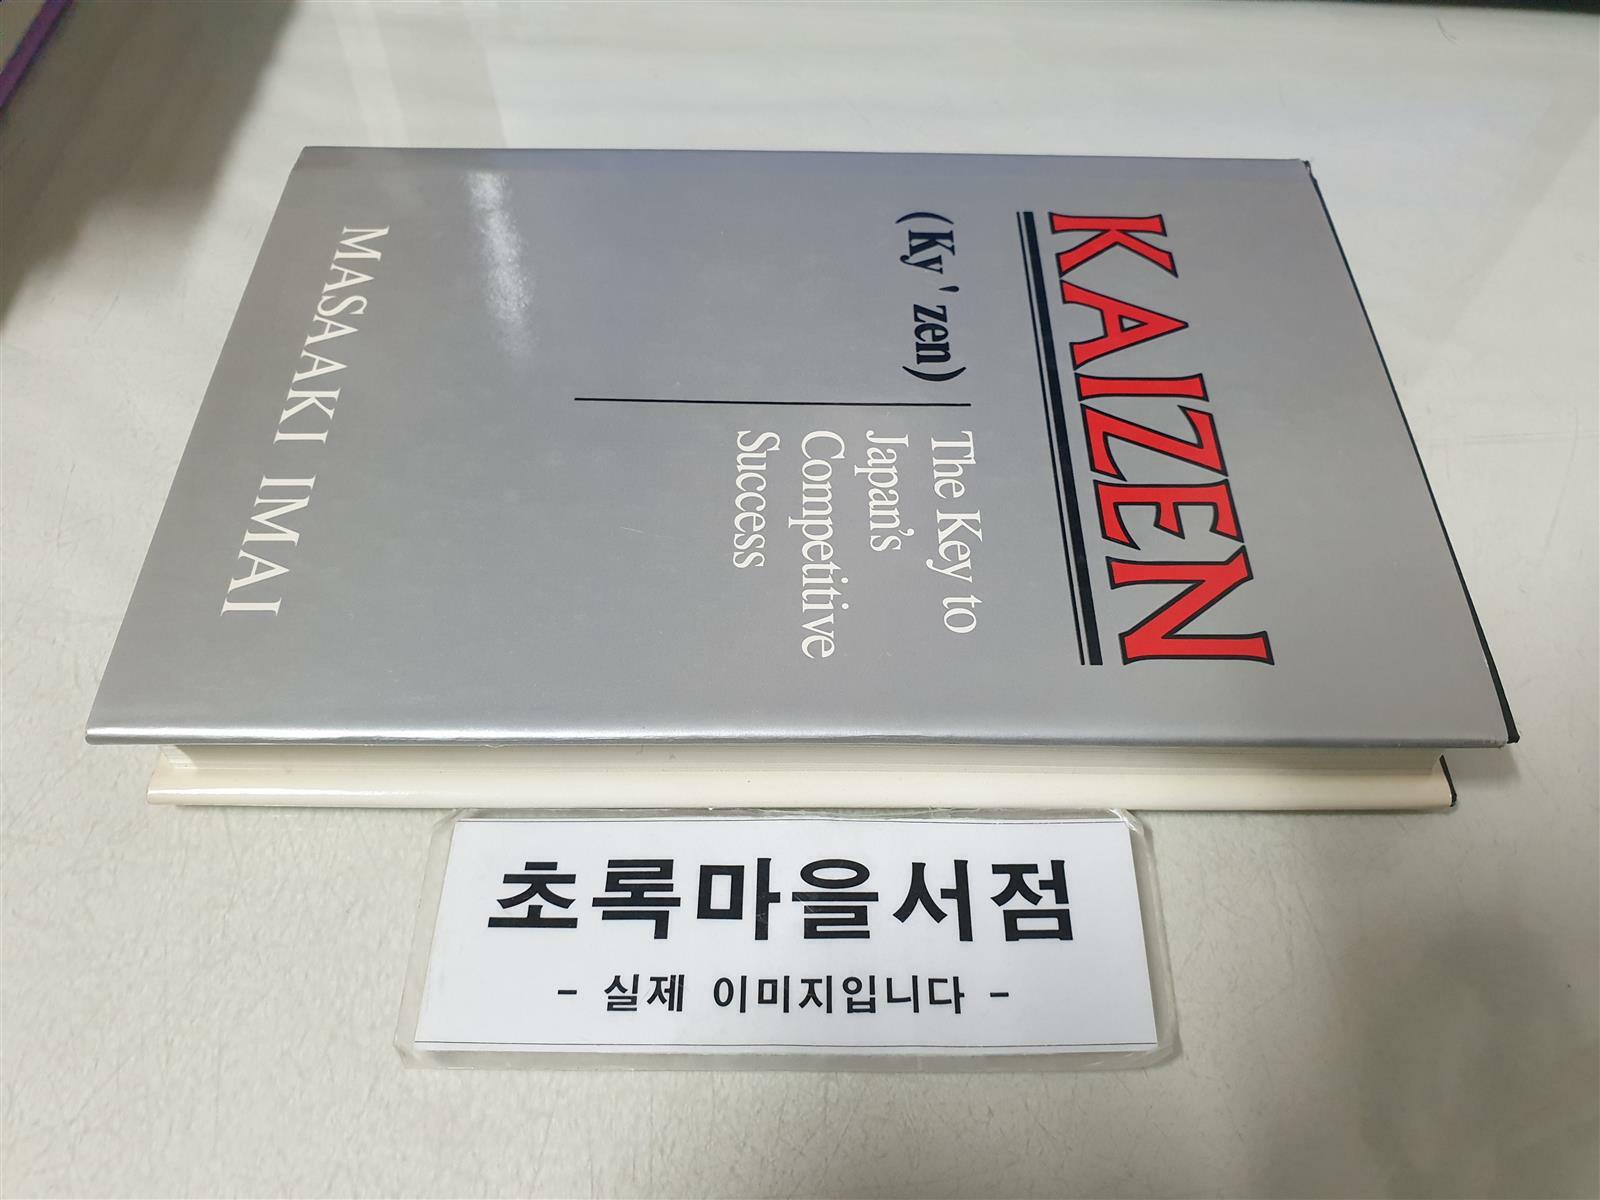 KAIZEN
(Ky'zen)
The Key to
Japan's
Competitive
Success
MASAAKI IMAI
초록마을서점
- 실제 이미지입니다 -